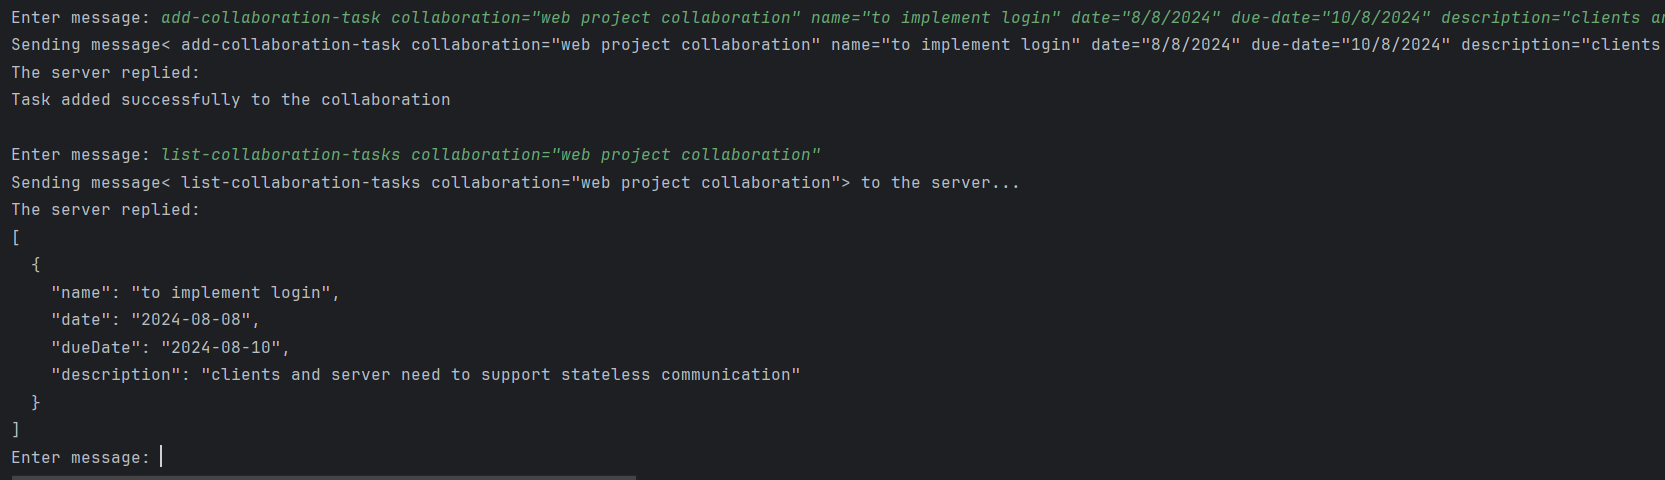 Enter message: add-collaboration-task collaboration="web project collaboration" name="to implement login" date="8/8/2024" due-date="10/8/2024" description="clients
Sending message< add-collaboration-task collaboration="web project collaboration" name="to implement login" date="8/8/2024" due-date="10/8/2024" description="clients
The server replied:
Task added successfully to the collaboration
Enter message: list-collaboration-tasks collaboration="web project collaboration"
Sending message< list-collaboration-tasks collaboration="web project collaboration"> to the server...
The server replied:
[
{
"name": "to implement login",
"date": "2024-08-08",
"dueDate": "2024-08-10",
"description": "clients and server need to support stateless communication"
}
]
Enter message: